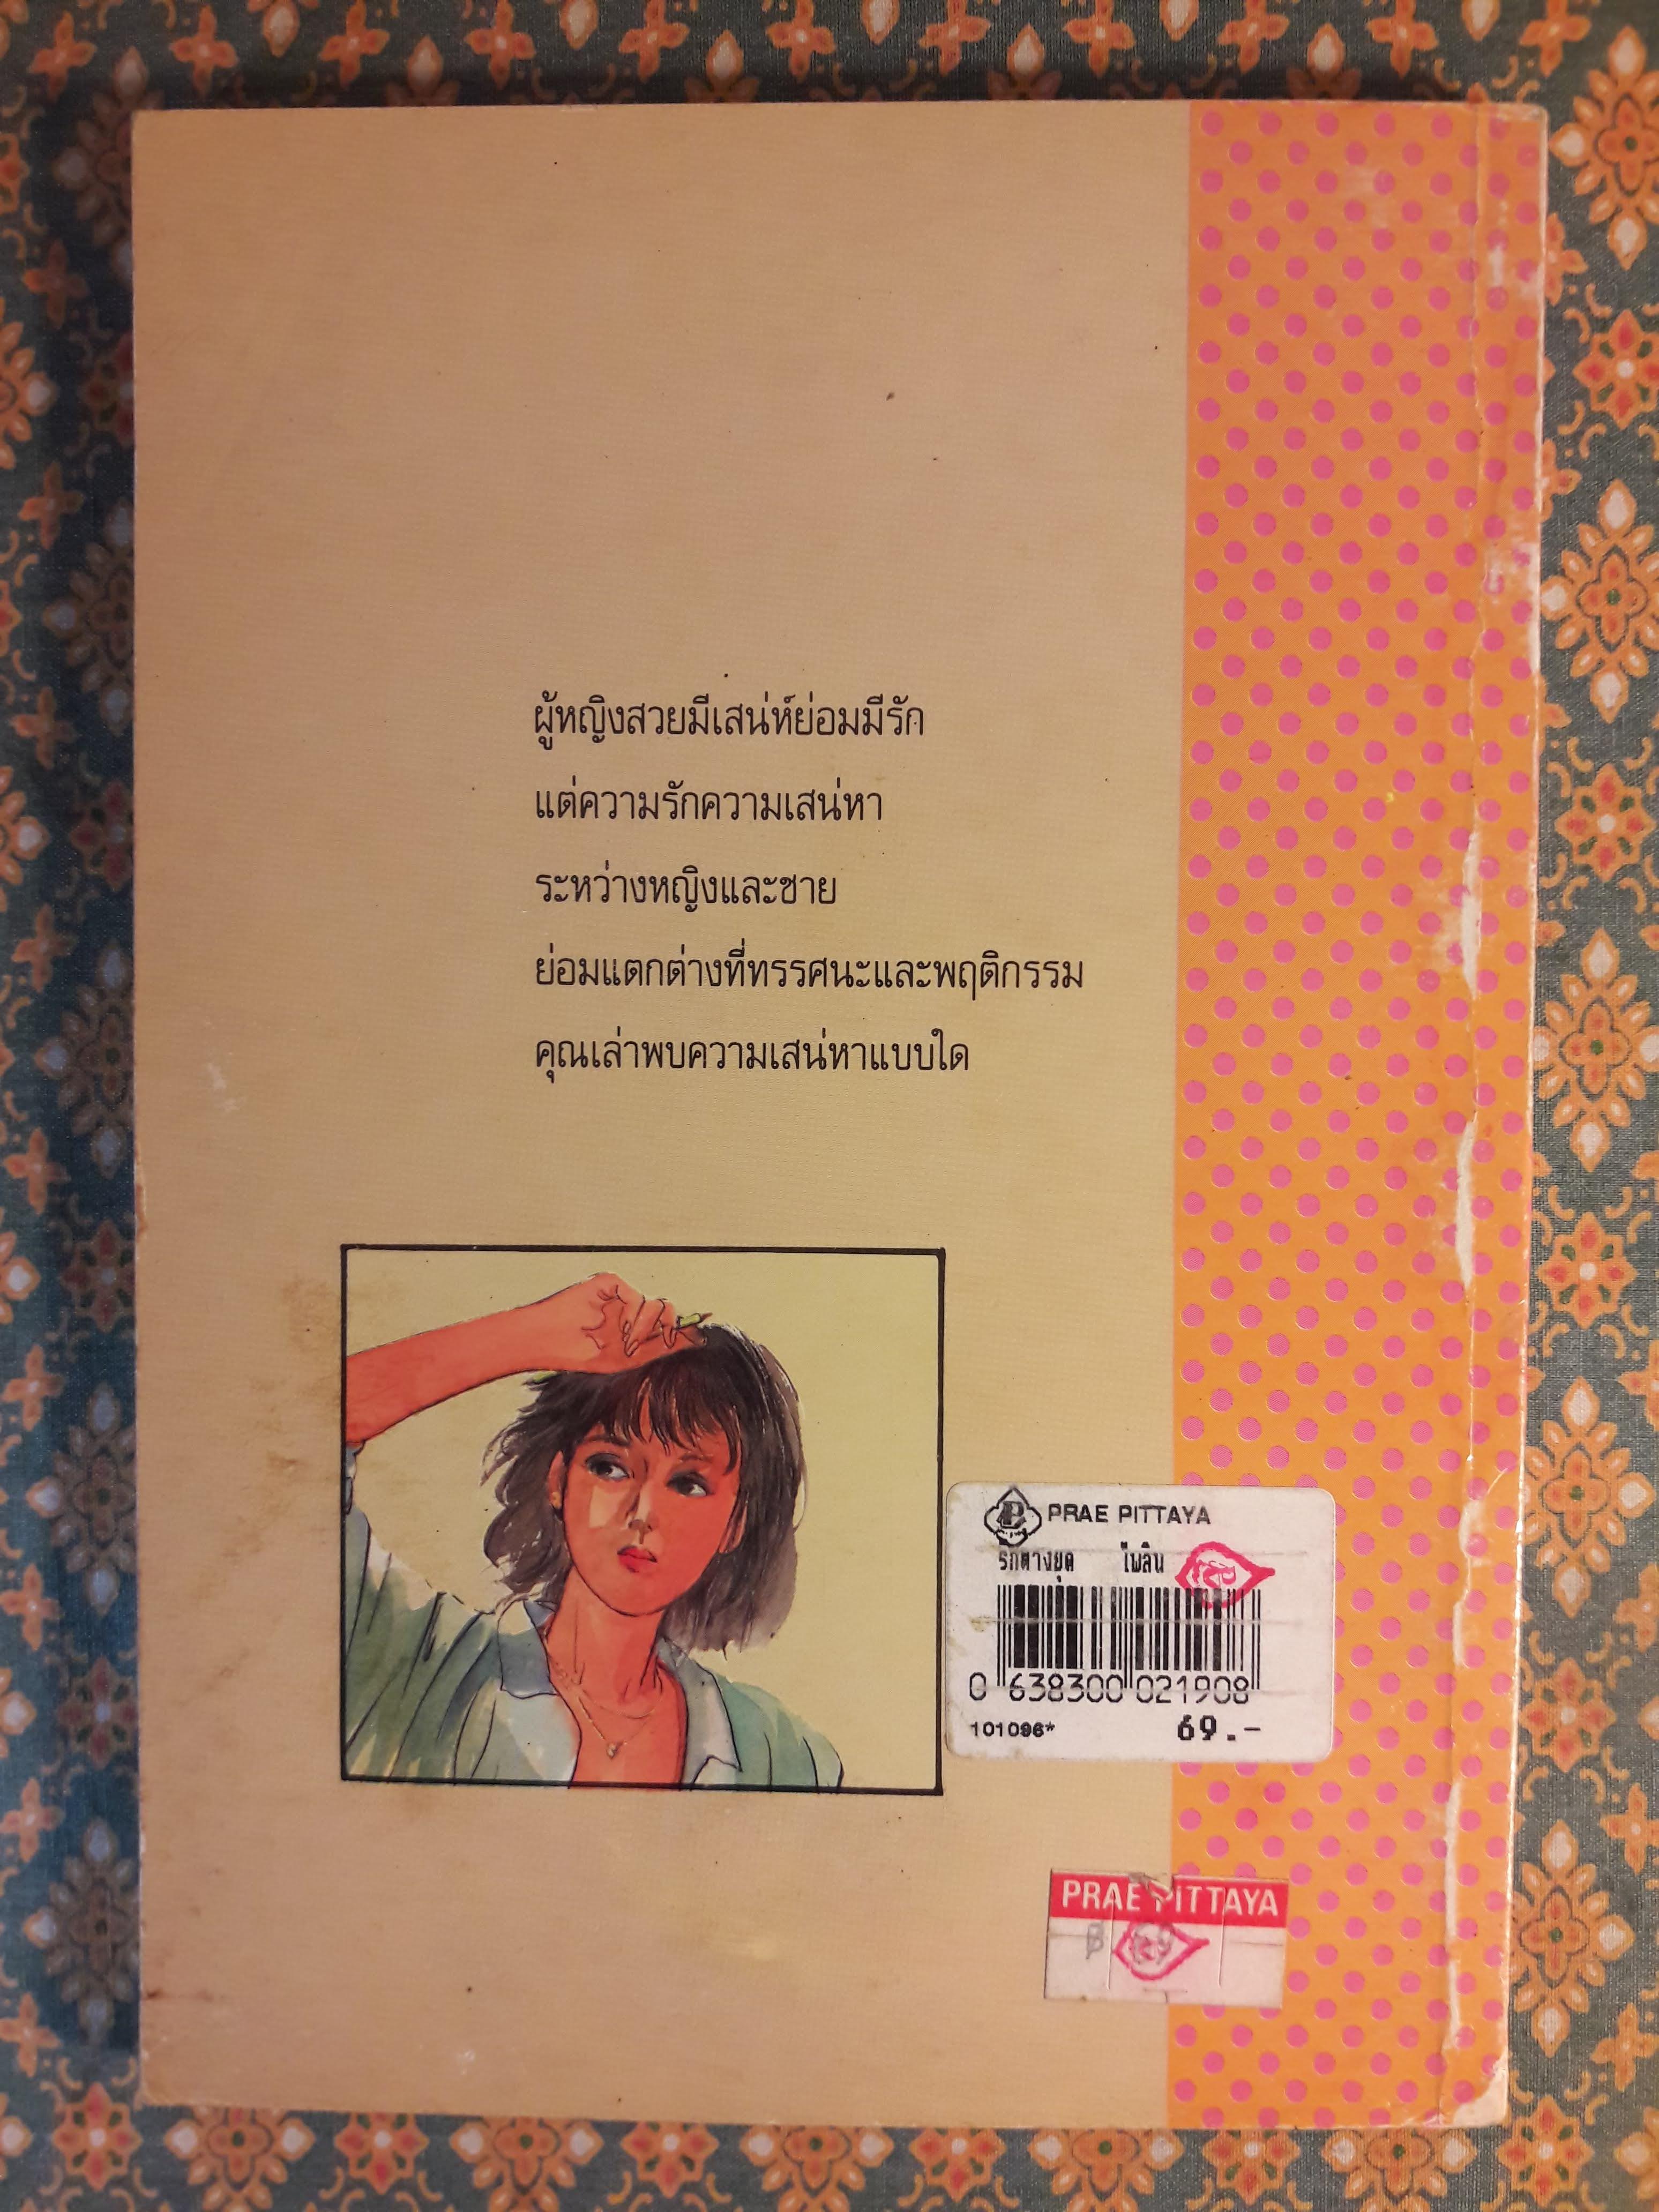 ผู้หญิงสวยมีเสน่ห์ย่อมมีรัก
แต่ความรักความเสน่หา
ระหว่างหญิงและชาย
ย่อมแตกต่างที่ทรรศนะและพฤติกรรม
คุณเล่าพบความเสน่หาแบบใด
PRAE PITTAYA
รักต่างยุค ไพลิน
0 638300 021908
101096* 69.-
PRAE PITTAYA